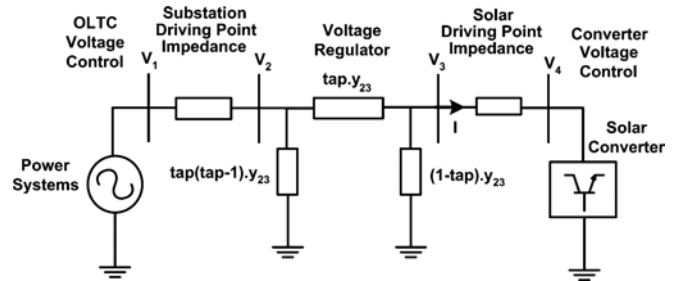 OLTC
Voltage
Control
Substation
Driving Point
Impedance
Voltage
Regulator
Solar
Driving Point
Impedance
Converter
Voltage
Control
V1
V2
tap.y23
V3
V4
I
Power
Systems
tap(tap-1).y23
(1-tap).y23
Solar
Converter